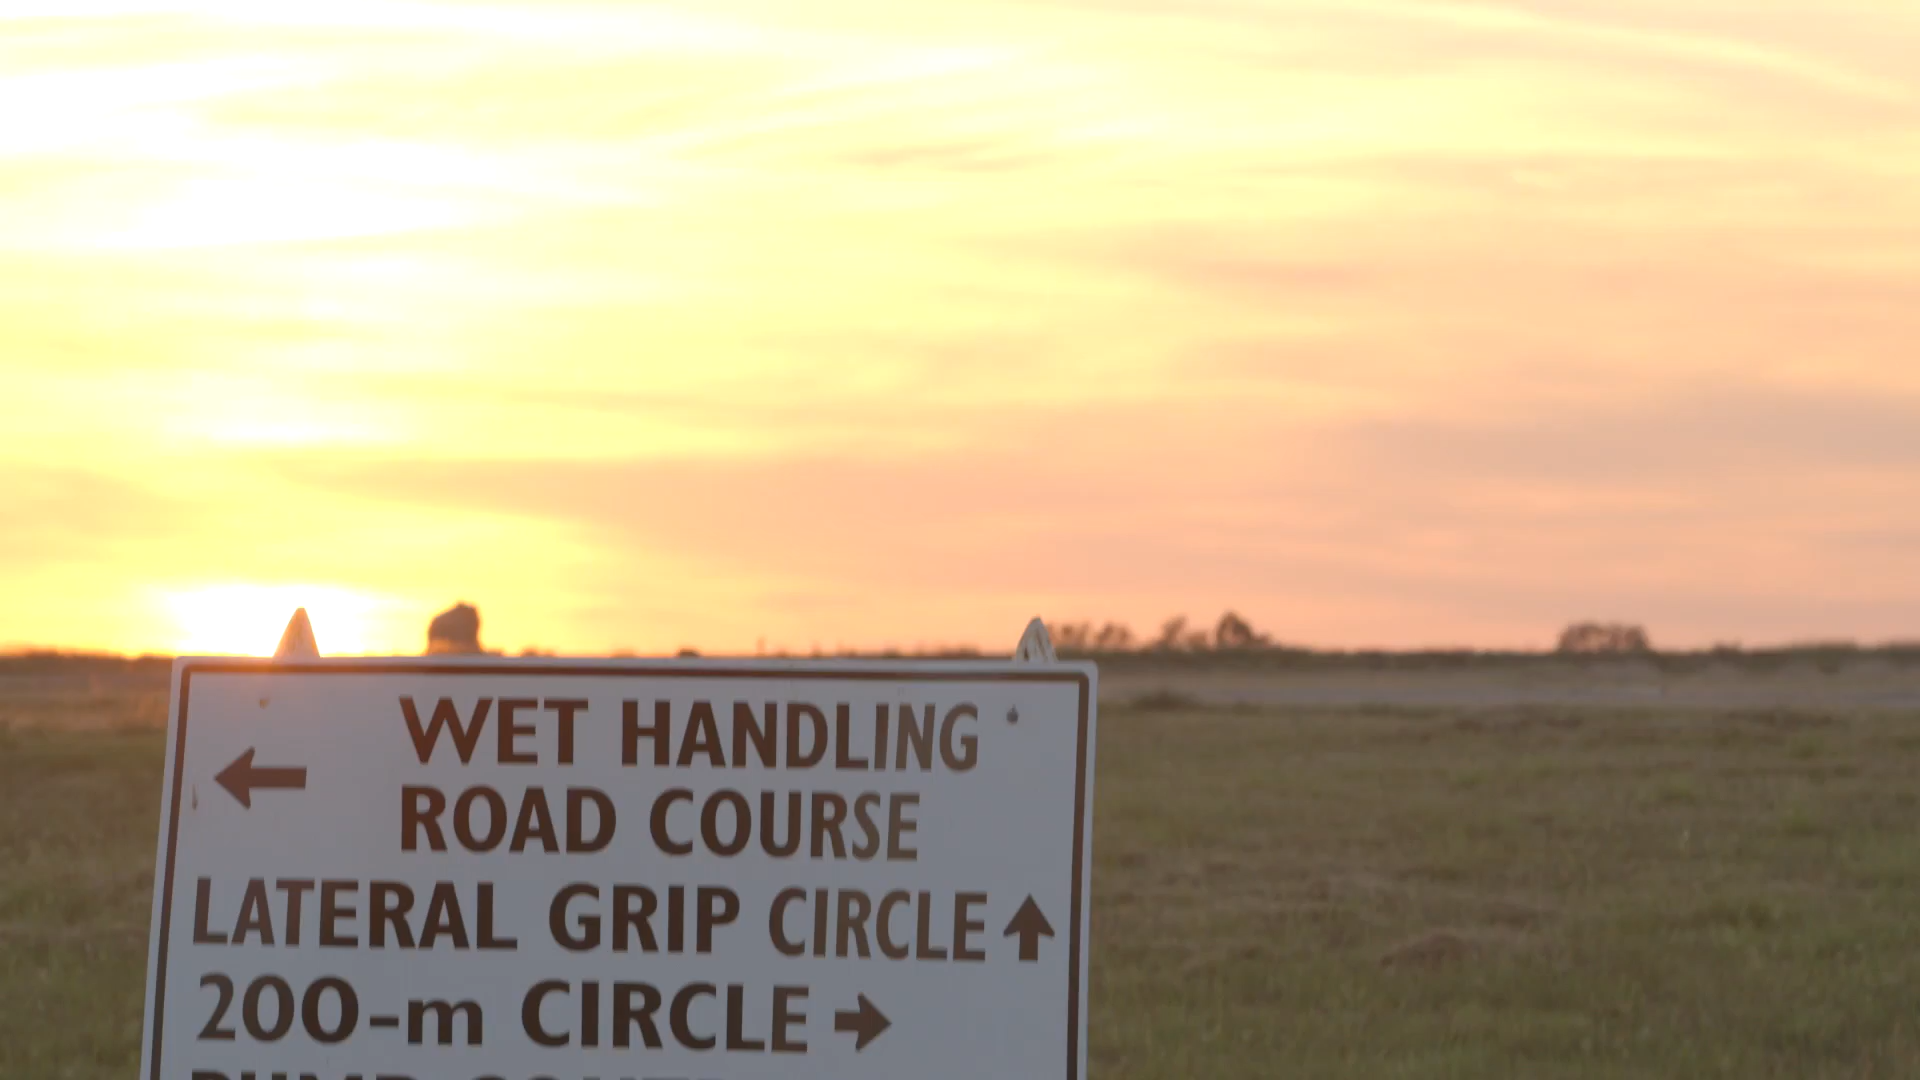 WET HANDLING
ROAD COURSE
LATERAL GRIP CIRCLE
200-m CIRCLE